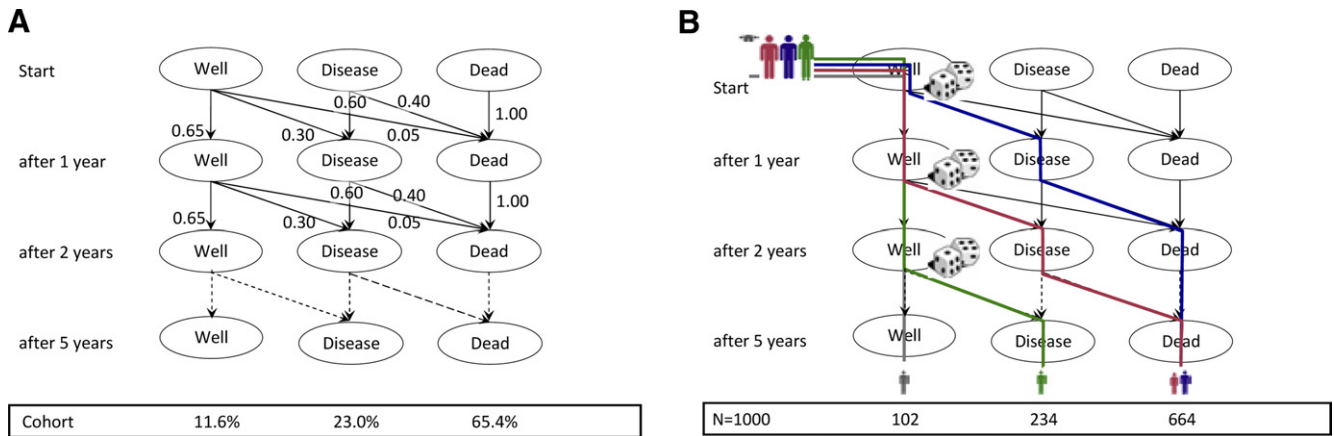 A
Start
Well
Disease
Dead
0.60
0.40
1.00
0.65
0.30
0.05
after 1 year
Well
Disease
Dead
0.60
0.40
1.00
0.65
0.30
0.05
after 2 years
Well
Disease
Dead
after 5 years
Well
Disease
Dead
Cohort 11.6% 23.0% 65.4%
B
Start
Well
Disease
Dead
after 1 year
Well
Disease
Dead
after 2 years
Well
Disease
Dead
after 5 years
Well
Disease
Dead
N=1000 102 234 664